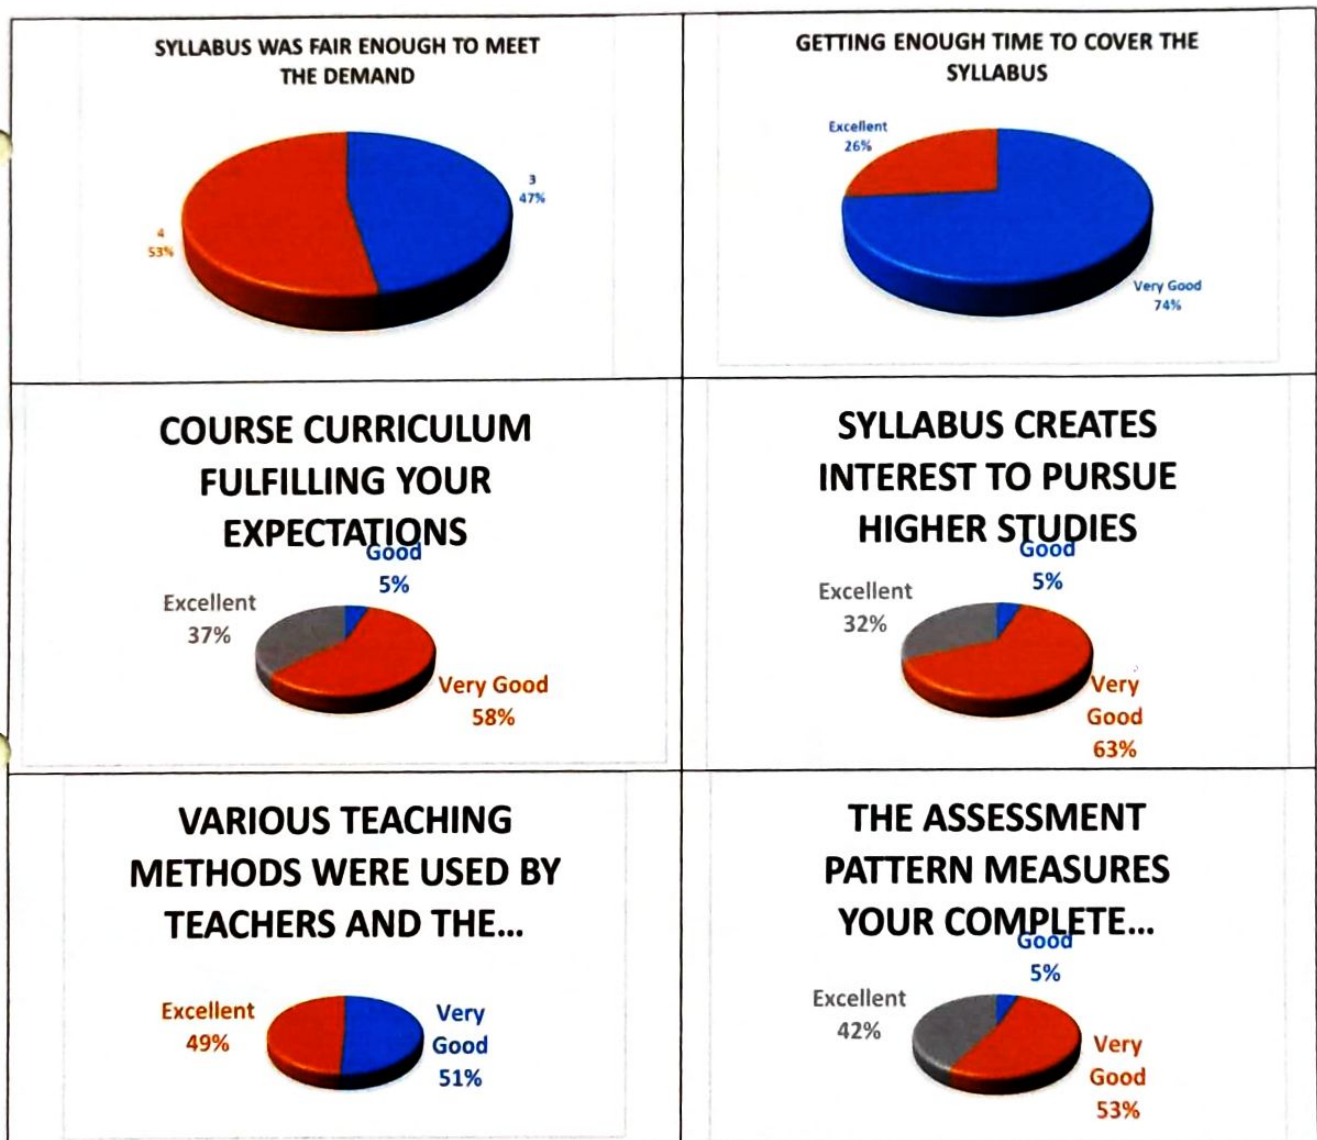 SYLLABUS WAS FAIR ENOUGH TO MEET
THE DEMAND
3
47%
4
53%
GETTING ENOUGH TIME TO COVER THE
SYLLABUS
Excellent
26%
Very Good
74%
COURSE CURRICULUM
FULFILLING YOUR
EXPECTATIONS
Good
5%
Excellent
37%
Very Good
58%
SYLLABUS CREATES
INTEREST TO PURSUE
HIGHER STUDIES
Good
5%
Excellent
32%
Very
Good
63%
VARIOUS TEACHING
METHODS WERE USED BY
TEACHERS AND THE...
Excellent
49%
Very
Good
51%
THE ASSESSMENT
PATTERN MEASURES
YOUR COMPLETE...
Good
5%
Excellent
42%
Very
Good
53%